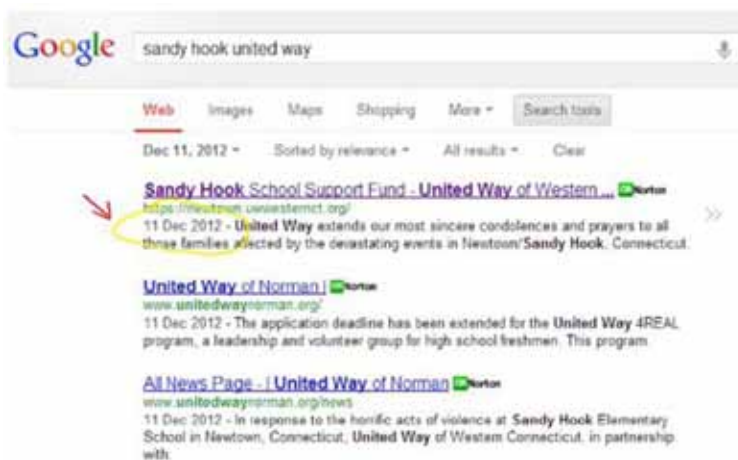 Google sandy hook united way
Web Images Maps Shopping More Search tools
Dec 11, 2012 Sorted by relevance All results Clear
Sandy Hook School Support Fund - United Way of Western ... Norton
https://newtown.uwwesternct.org/
11 Dec 2012 - United Way extends our most sincere condolences and prayers to all
those families affected by the devastating events in Newtown/Sandy Hook, Connecticut.
United Way of Norman | Norton
www.unitedwaynorman.org/
11 Dec 2012 - The application deadline has been extended for the United Way 4REAL
program, a leadership and volunteer group for high school freshmen. This program
All News Page - | United Way of Norman Norton
www.unitedwaynorman.org/news
11 Dec 2012 - In response to the horrific acts of violence at Sandy Hook Elementary
School in Newtown, Connecticut, United Way of Western Connecticut, in partnership
with